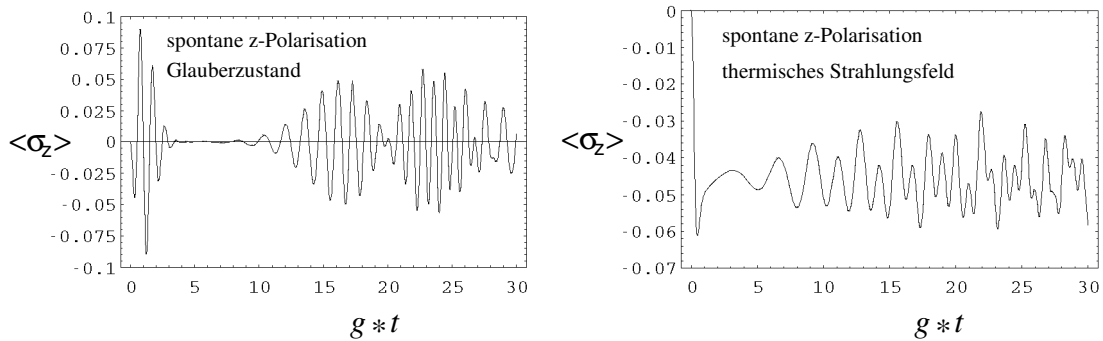 0.1
0.075
0.05
0.025
0
-0.025
-0.05
-0.075
-0.1
spontane z-Polarisation
Glauberzustand
<σz>
0 5 10 15 20 25 30
g * t
0
-0.01
-0.02
-0.03
-0.04
-0.05
-0.06
-0.07
spontane z-Polarisation
thermisches Strahlungsfeld
<σz>
0 5 10 15 20 25 30
g * t